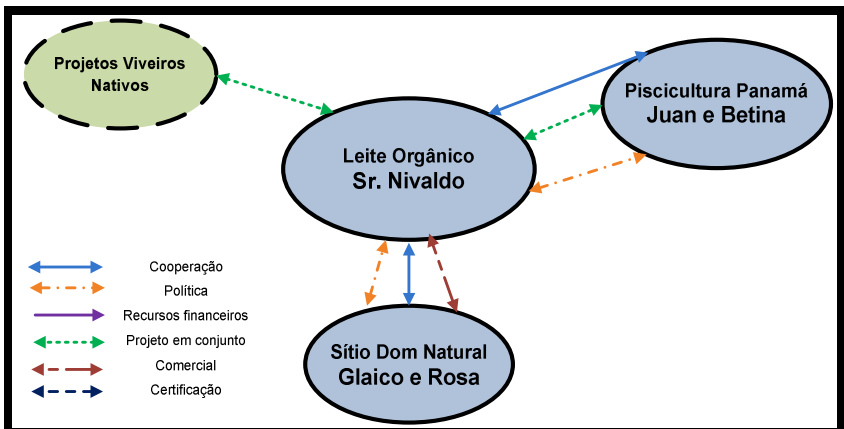 Projetos Viveiros
Nativos
Piscicultura Panamá
Juan e Betina
Leite Orgânico
Sr. Nivaldo
Sítio Dom Natural
Glaico e Rosa
Cooperação
Política
Recursos financeiros
Projeto em conjunto
Comercial
Certificação